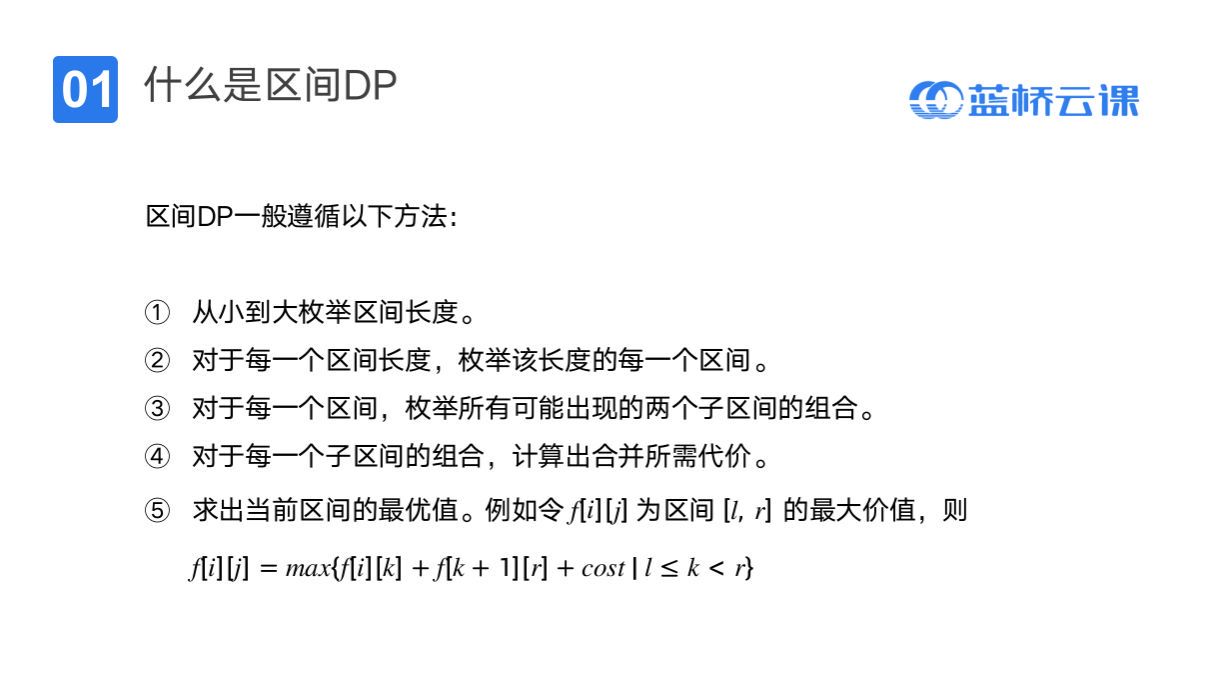 01 什么是区间DP
蓝桥云课
区间DP一般遵循以下方法：
① 从小到大枚举区间长度。
② 对于每一个区间长度，枚举该长度的每一个区间。
③ 对于每一个区间，枚举所有可能出现的两个子区间的组合。
④ 对于每一个子区间的组合，计算出合并所需代价。
⑤ 求出当前区间的最优值。例如令 f[i][j] 为区间 [l, r] 的最大价值，则
f[i][j] = max{f[i][k] + f[k + 1][r] + cost | l ≤ k < r}